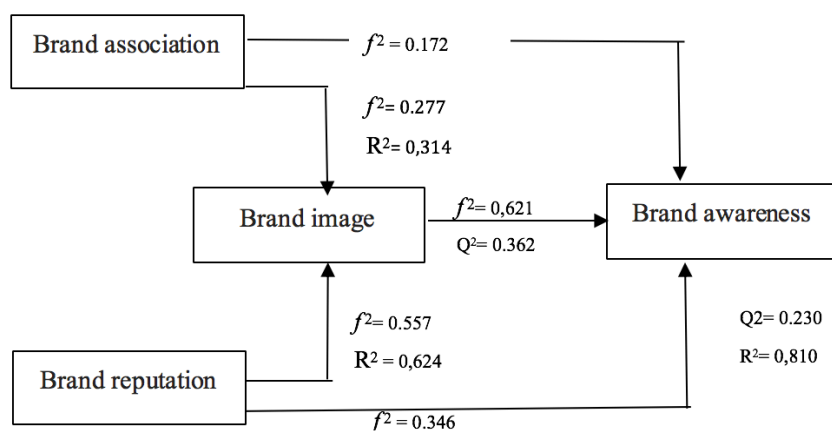 Brand association
f² = 0.172
f²= 0.277
R²= 0,314
Brand image
f²= 0,621
Q²= 0.362
Brand awareness
f²= 0.557
R² = 0,624
Q2= 0.230
R²= 0,810
Brand reputation
f² = 0.346